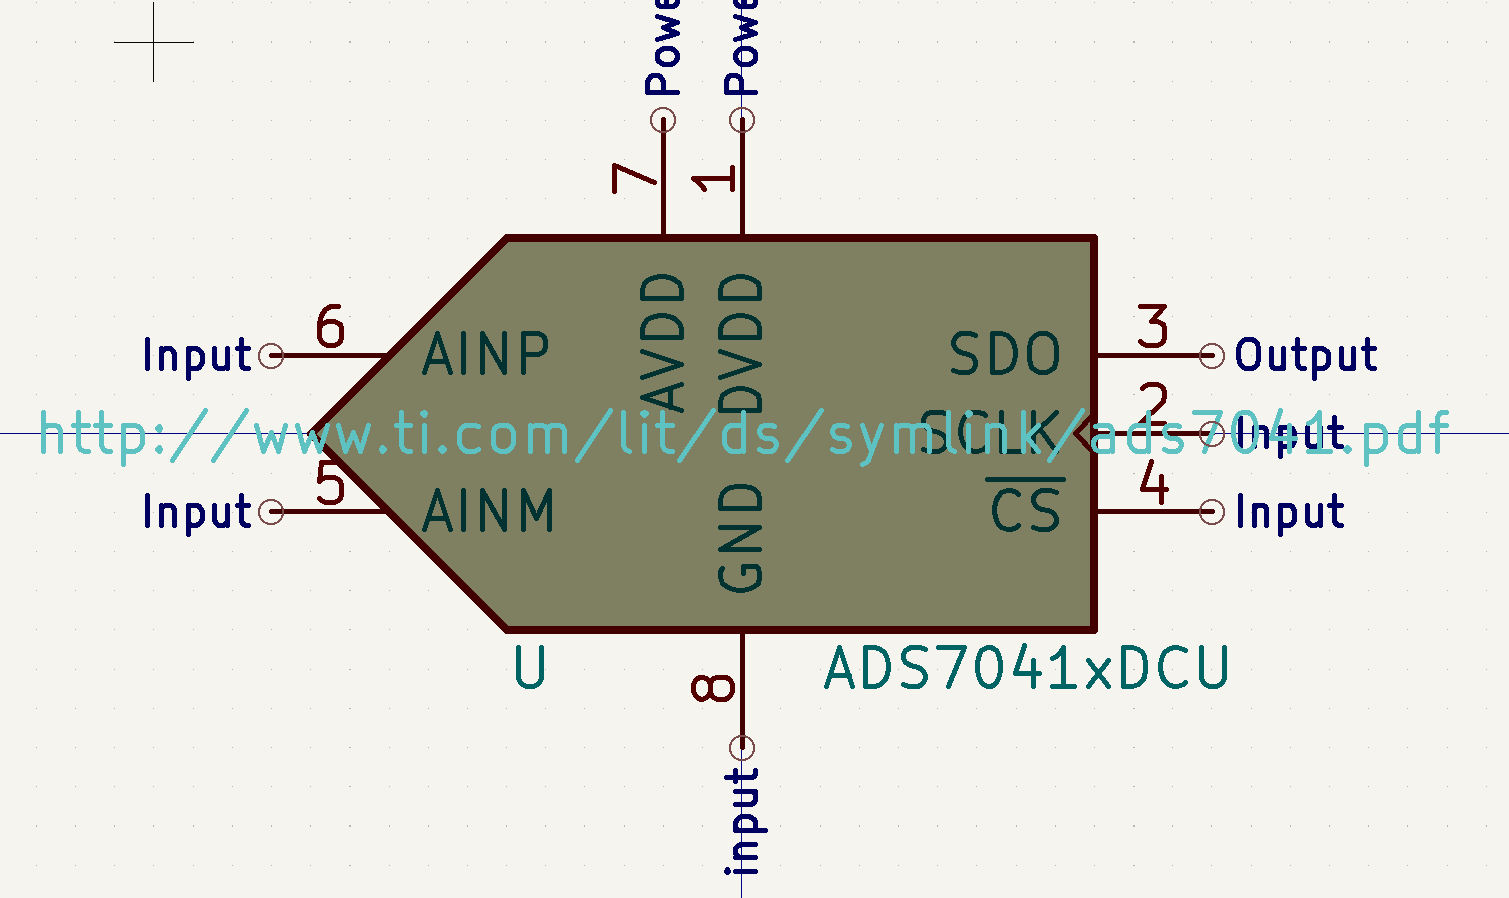 Powe
Powe
7
1
AVDD
DVDD
6
Input
AINP
SDO
3
Output
http://www.ti.com/lit/ds/symlink/ads7041.pdf
SCLK
2
Input
5
Input
AINM
CS
4
Input
GND
U
ADS7041xDCU
8
input